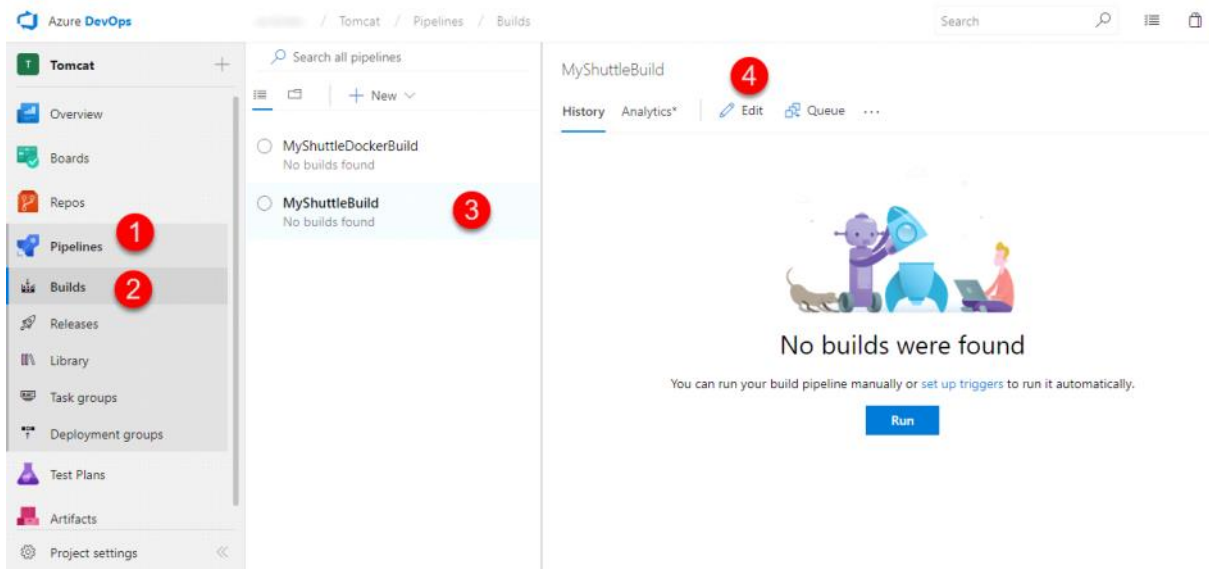 Azure DevOps
/ Tomcat / Pipelines / Builds
Search
T Tomcat
Overview
Boards
Repos
Pipelines 1
Builds 2
Releases
Library
Task groups
Deployment groups
Test Plans
Artifacts
Project settings
Search all pipelines
New
MyShuttleDockerBuild
No builds found
MyShuttleBuild
No builds found
3
MyShuttleBuild
4
History Analytics* Edit Queue ...
No builds were found
You can run your build pipeline manually or set up triggers to run it automatically.
Run